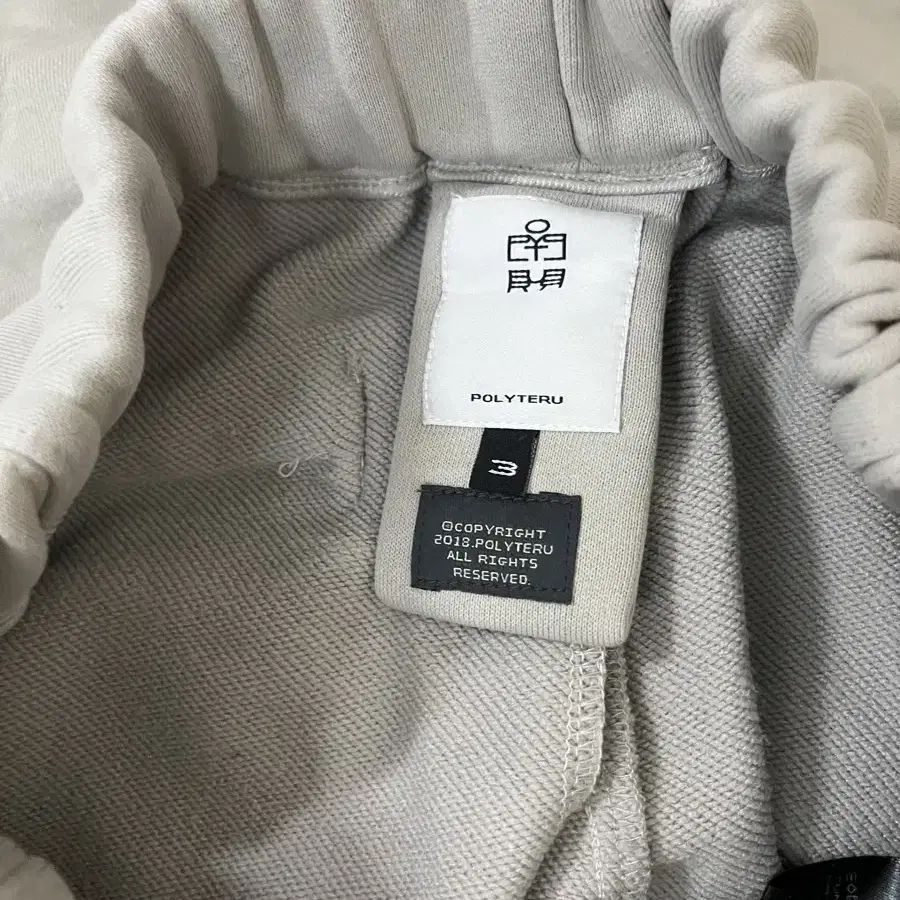 POLYTERU
3
©COPYRIGHT
2018.POLYTERU
ALL RIGHTS
RESERVED.